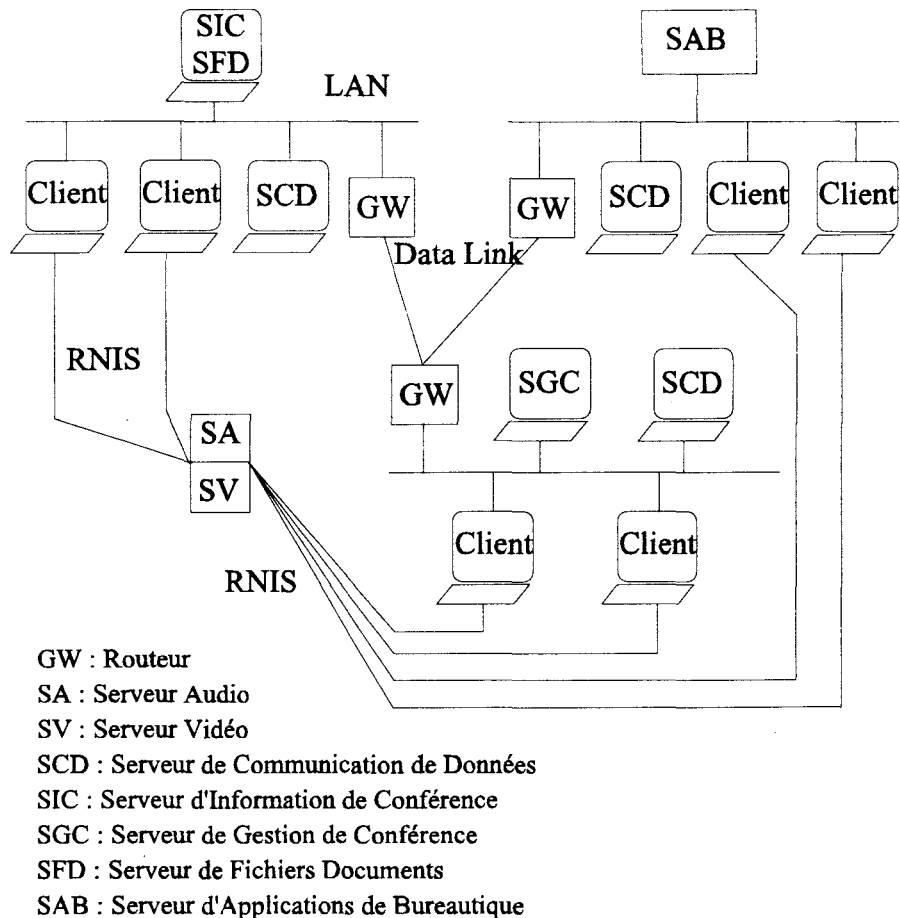 SIC
SFD
SAB
LAN
Client
Client
SCD
GW
GW
SCD
Client
Client
Data Link
RNIS
GW
SGC
SCD
SA
SV
Client
Client
RNIS
GW : Routeur
SA : Serveur Audio
SV : Serveur Vidéo
SCD : Serveur de Communication de Données
SIC : Serveur d'Information de Conférence
SGC : Serveur de Gestion de Conférence
SFD : Serveur de Fichiers Documents
SAB : Serveur d'Applications de Bureautique